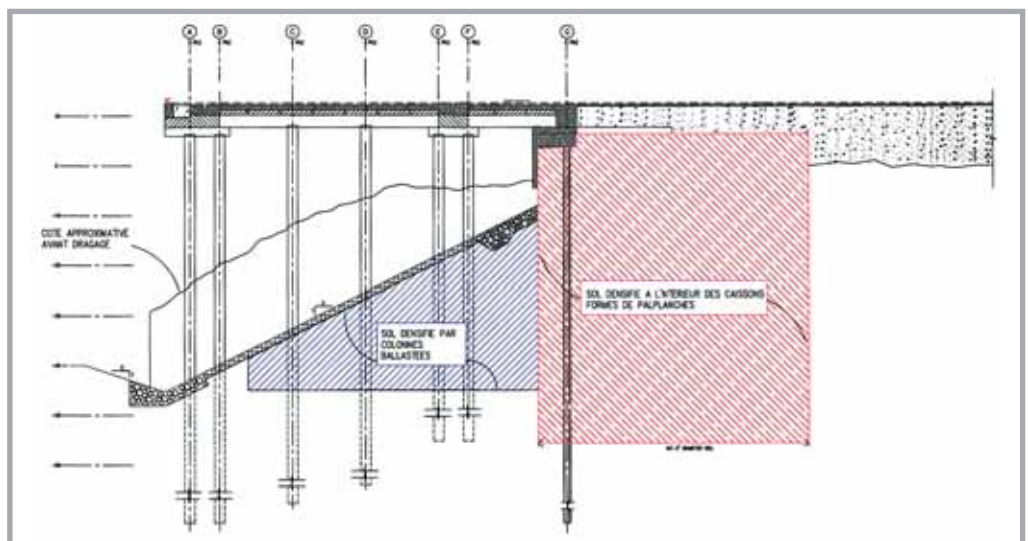 A B C D E F G
COTE APPROXIMATIVE
AVANT DRAGAGE
SOL DENSIFIE PAR
COLONNES
BALLASTEES
SOL DENSIFIE A L'INTERIEUR DES CAISSONS
FORMES DE PALPLANCHES